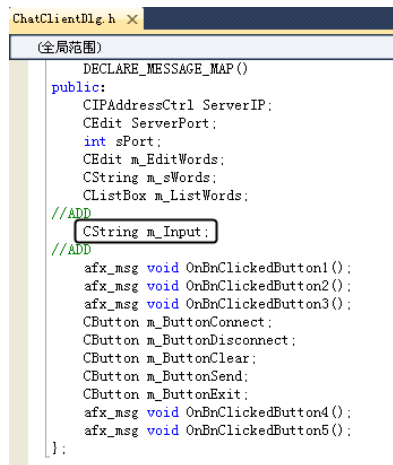 ChatClientDlg.h ×
(全局范围)
DECLARE_MESSAGE_MAP()
public:
CIPAddressCtrl ServerIP;
CEdit ServerPort;
int sPort;
CEdit m_EditWords;
CString m_sWords;
CListBox m_ListWords;
//ADD
CString m_Input;
//ADD
afx_msg void OnBnClickedButton1();
afx_msg void OnBnClickedButton2();
afx_msg void OnBnClickedButton3();
CButton m_ButtonConnect;
CButton m_ButtonDisconnect;
CButton m_ButtonClear;
CButton m_ButtonSend;
CButton m_ButtonExit;
afx_msg void OnBnClickedButton4();
afx_msg void OnBnClickedButton5();
};